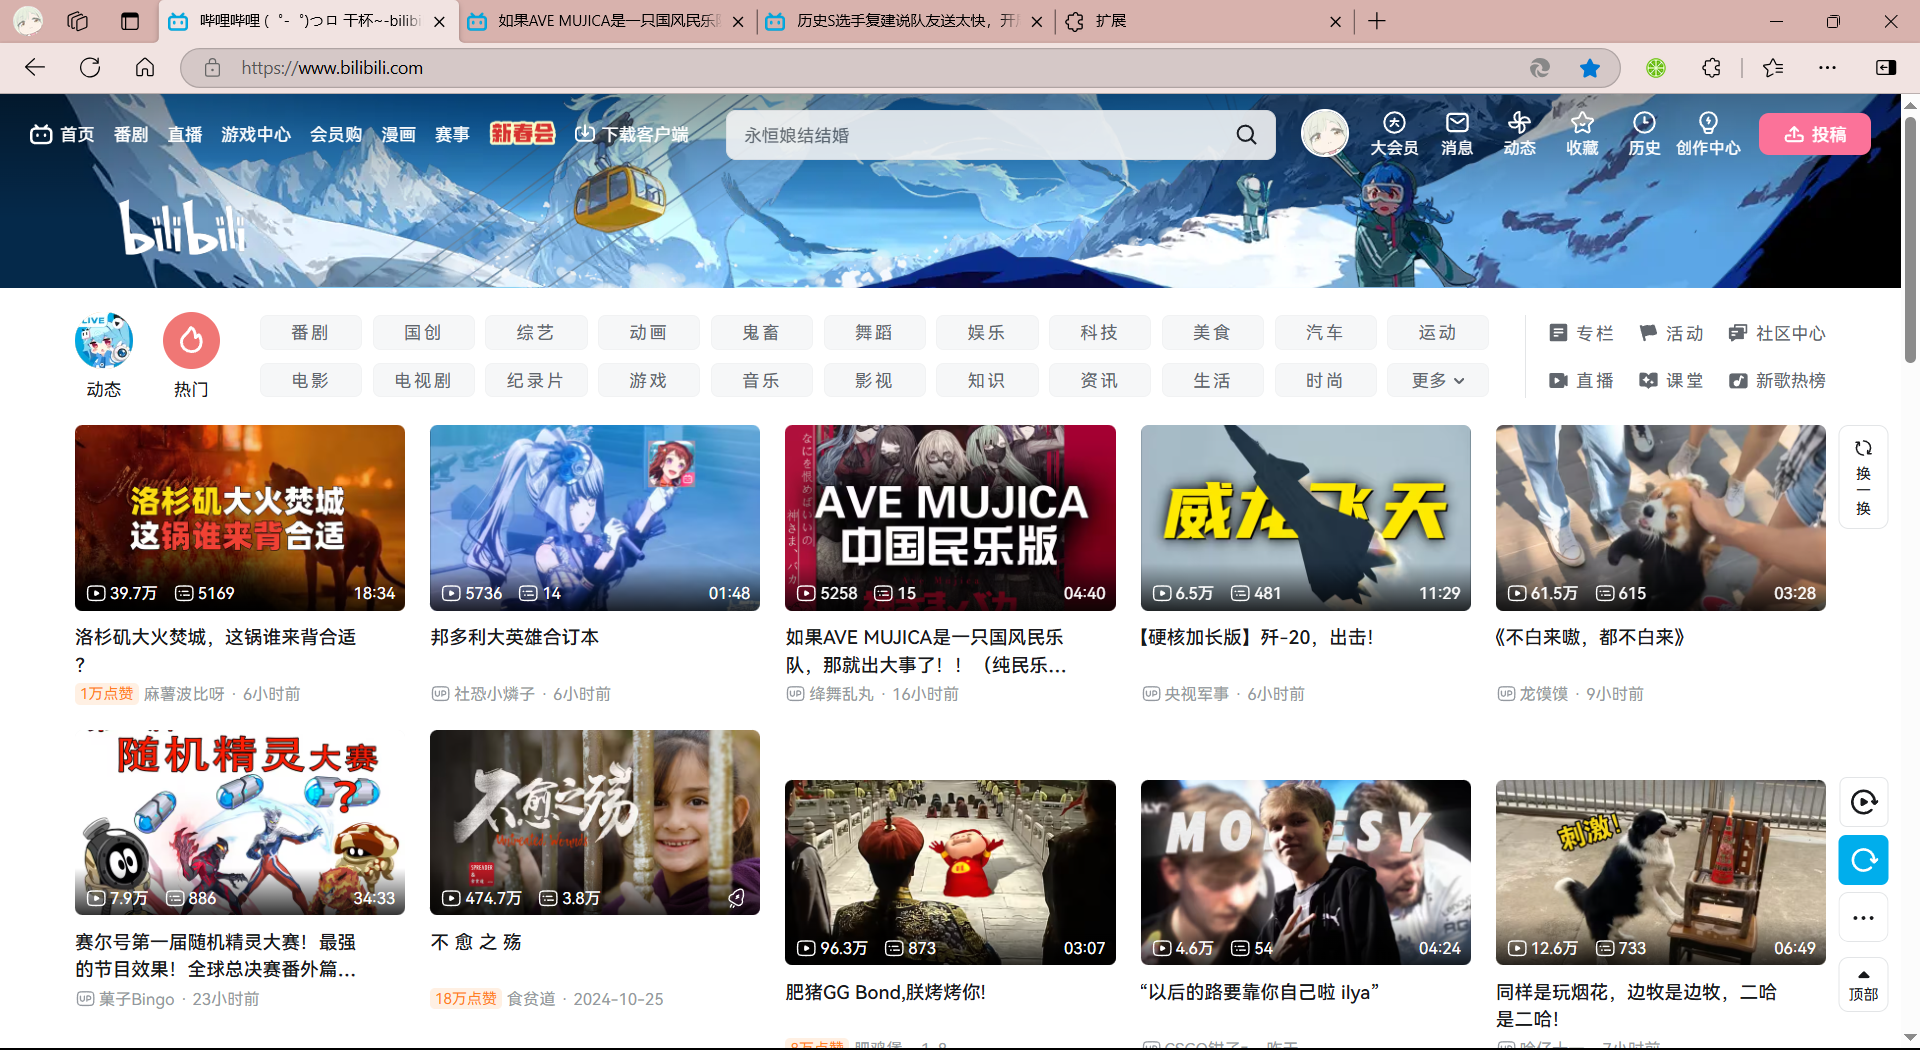 哔哩哔哩 (゜-゜)つロ 干杯~-bilibi
如果AVE MUJICA是一只国风民乐
历史S选手复建说队友送太快，开
扩展
https://www.bilibili.com
首页 番剧 直播 游戏中心 会员购 漫画 赛事 新春会 下载客户端
永恒娘结结婚
大会员 消息 动态 收藏 历史 创作中心 投稿
bilibili
番剧 国创 综艺 动画 鬼畜 舞蹈 娱乐 科技 美食 汽车 运动
专栏 活动 社区中心
动态 热门
电影 电视剧 纪录片 游戏 音乐 影视 知识 资讯 生活 时尚 更多
直播 课堂 新歌热榜
洛杉矶大火焚城
这锅谁来背合适
39.7万 5169 18:34
洛杉矶大火焚城，这锅谁来背合适
？
1万点赞 麻薯波比呀 · 6小时前
5736 14 01:48
邦多利大英雄合订本
社恐小燐子 · 6小时前
AVE MUJICA
中国民乐版
5258 15 04:40
如果AVE MUJICA是一只国风民乐
队，那就出大事了！！（纯民乐...
绛舞乱丸 · 16小时前
威龙飞天
6.5万 481 11:29
【硬核加长版】歼-20，出击！
央视军事 · 6小时前
61.5万 615 03:28
《不白来嗷，都不白来》
龙馍馍 · 9小时前
换一换
随机精灵大赛
7.9万 886 34:33
赛尔号第一届随机精灵大赛！最强
的节目效果！全球总决赛番外篇...
菓子Bingo · 23小时前
不愈之殇
474.7万 3.8万
不 愈 之 殇
18万点赞 食贫道 · 2024-10-25
96.3万 873 03:07
肥猪GG Bond,朕烤烤你!
MONESY
4.6万 54 04:24
“以后的路要靠你自己啦 ilya”
刺激!
12.6万 733 06:49
同样是玩烟花，边牧是边牧，二哈
是二哈！
顶部